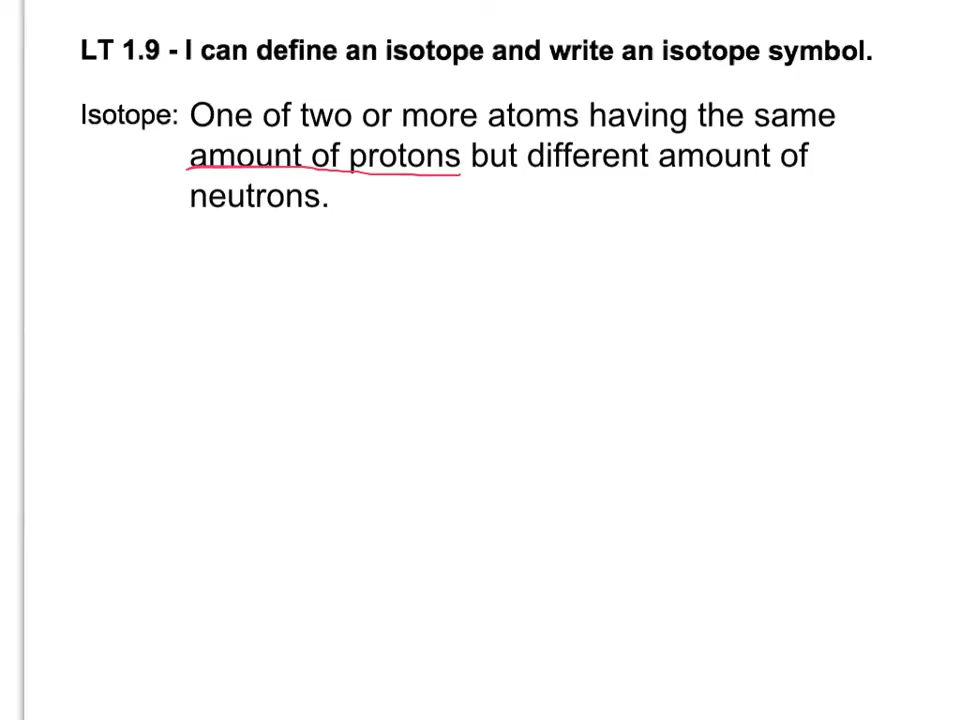 LT 1.9 - I can define an isotope and write an isotope symbol.
Isotope: One of two or more atoms having the same
amount of protons but different amount of
neutrons.